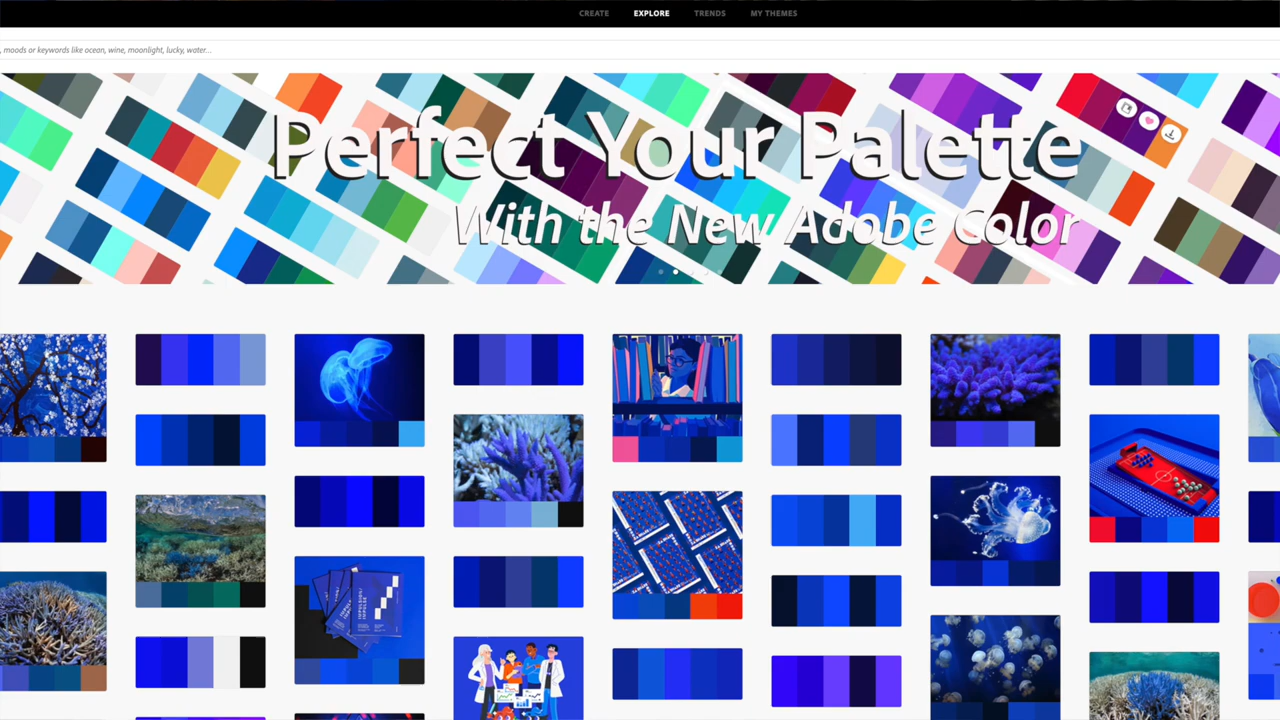 CREATE EXPLORE TRENDS MY THEMES
, moods or keywords like ocean, wine, moonlight, lucky, water...
Perfect Your Palette
With the New Adobe Color